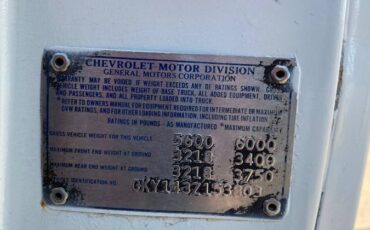 CHEVROLET MOTOR DIVISION
GENERAL MOTORS CORPORATION
WARRANTY MAY BE VOIDED IF WEIGHT EXCEEDS ANY OF RATINGS SHOWN. GROSS
VEHICLE WEIGHT INCLUDES WEIGHT OF BASE TRUCK, ALL ADDED EQUIPMENT, DRIVER
AND PASSENGERS, AND ALL PROPERTY LOADED INTO TRUCK.
*REFER TO OWNERS MANUAL FOR EQUIPMENT REQUIRED FOR INTERMEDIATE OR MAXIMUM
GVW RATINGS, AND FOR OTHER LOADING INFORMATION, INCLUDING TIRE INFLATION.
RATINGS IN POUNDS - AS MANUFACTURED *MAXIMUM CAPACITY
GROSS VEHICLE WEIGHT FOR THIS VEHICLE 5600 6000
MAXIMUM FRONT END WEIGHT AT GROUND 3218 3400
MAXIMUM REAR END WEIGHT AT GROUND 3218 3750
IDENTIFICATION NO.